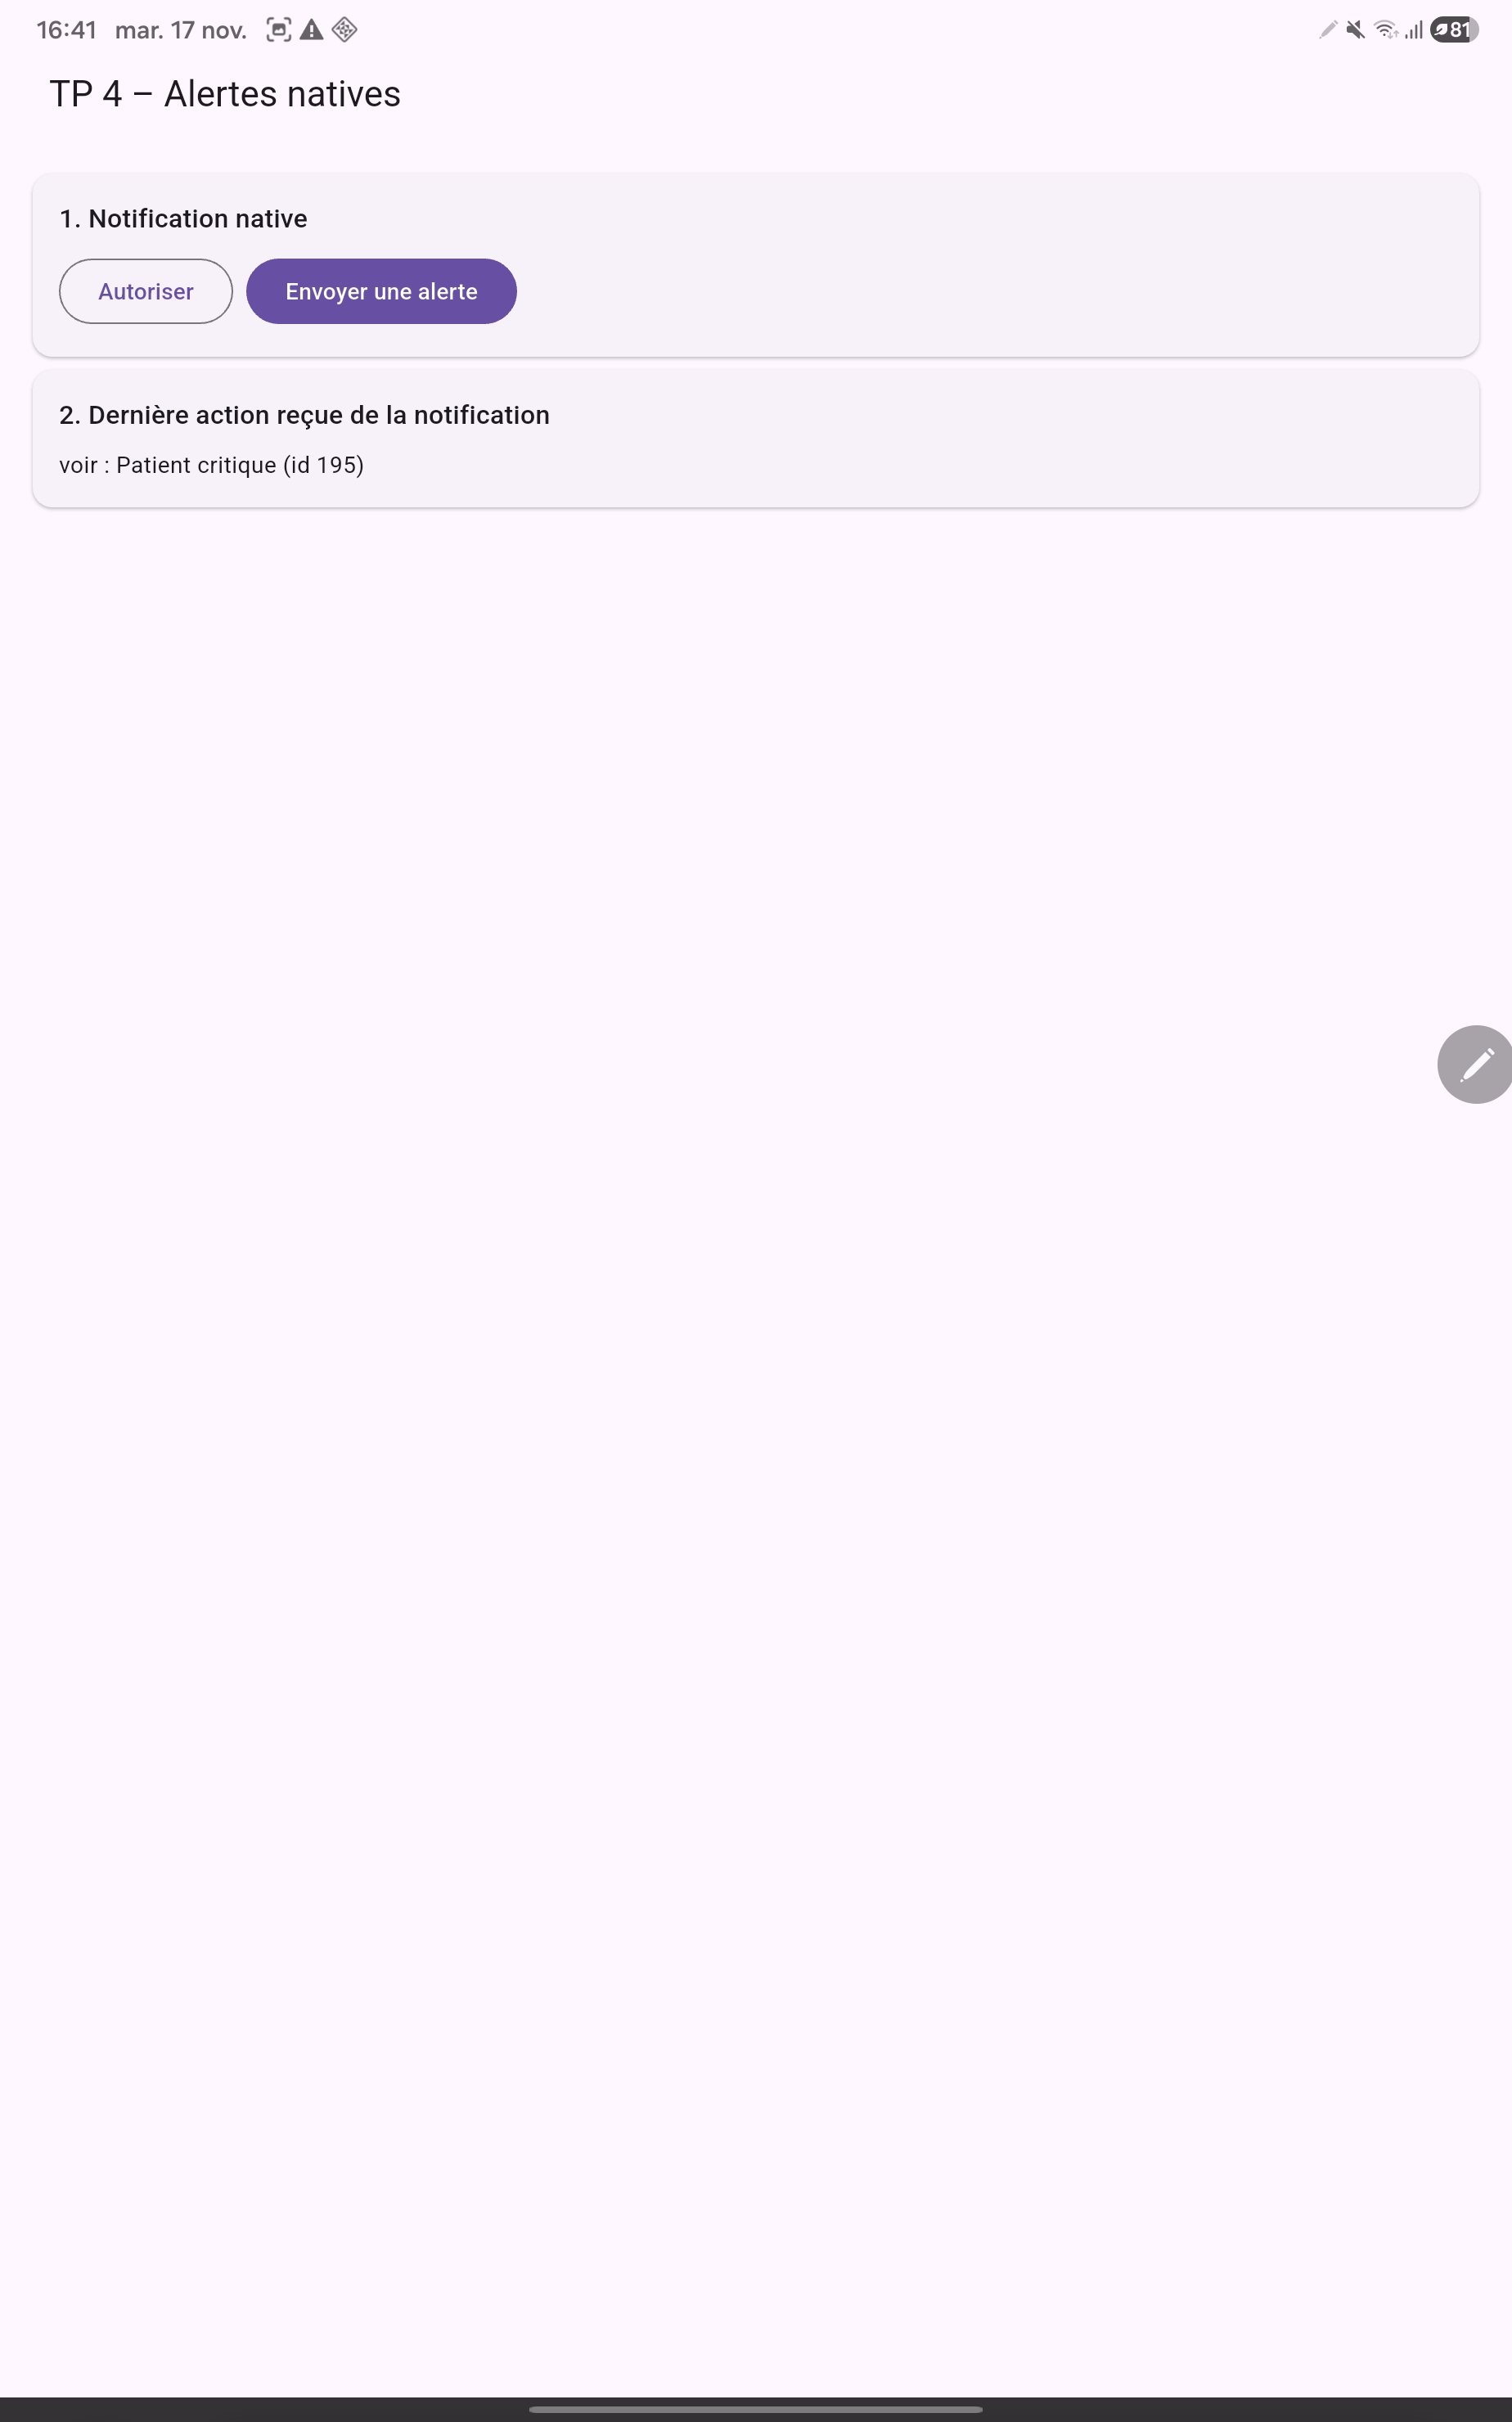 16:41 mar. 17 nov. 81
TP 4 – Alertes natives
1. Notification native
Autoriser Envoyer une alerte
2. Dernière action reçue de la notification
voir : Patient critique (id 195)